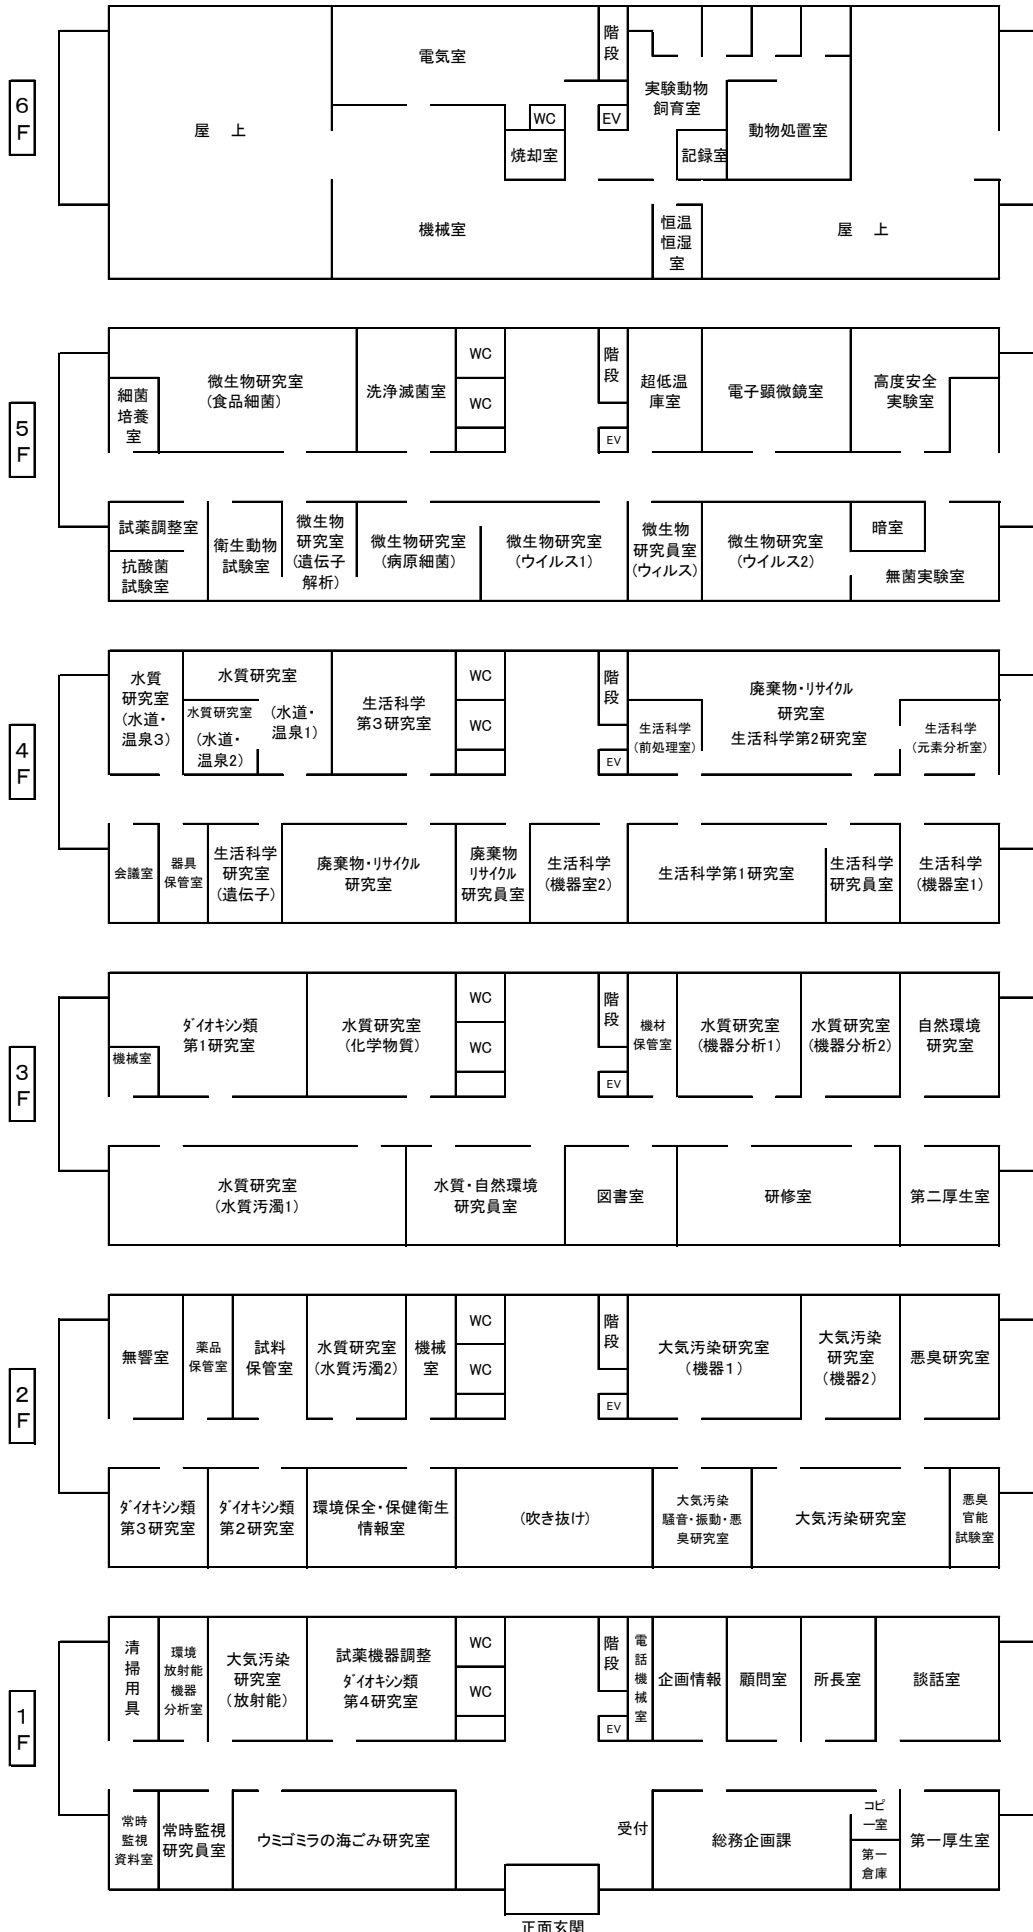 6
F
屋 上
電気室
階
段
実験動物
飼育室
WC
EV
焼却室
記録室
動物処置室
機械室
恒温
恒湿
室
屋 上
5
F
細菌
培養
室
微生物研究室
(食品細菌)
洗浄滅菌室
WC
WC
階
段
EV
超低温
庫室
電子顕微鏡室
高度安全
実験室
試薬調整室
抗酸菌
試験室
衛生動物
試験室
微生物
研究室
(遺伝子
解析)
微生物研究室
(病原細菌)
微生物研究室
(ウイルス1)
微生物
研究員室
(ウィルス)
微生物研究室
(ウイルス2)
暗室
無菌実験室
4
F
水質
研究室
(水道・
温泉3)
水質研究室
(水道・
温泉1)
水質研究室
(水道・
温泉2)
生活科学
第3研究室
WC
WC
階
段
EV
生活科学
(前処理室)
廃棄物・リサイクル
研究室
生活科学第2研究室
生活科学
(元素分析室)
会議室
器具
保管室
生活科学
研究室
(遺伝子)
廃棄物・リサイクル
研究室
廃棄物
リサイクル
研究員室
生活科学
(機器室2)
生活科学第1研究室
生活科学
研究員室
生活科学
(機器室1)
3
F
機械室
ダイオキシン類
第1研究室
水質研究室
(化学物質)
WC
WC
階
段
EV
機材
保管室
水質研究室
(機器分析1)
水質研究室
(機器分析2)
自然環境
研究室
水質研究室
(水質汚濁1)
水質・自然環境
研究員室
図書室
研修室
第二厚生室
2
F
無響室
薬品
保管室
試料
保管室
水質研究室
(水質汚濁2)
機械
室
WC
WC
階
段
EV
大気汚染研究室
(機器1)
大気汚染
研究室
(機器2)
悪臭研究室
ダイオキシン類
第3研究室
ダイオキシン類
第2研究室
環境保全・保健衛生
情報室
(吹き抜け)
大気汚染
騒音・振動・悪
臭研究室
大気汚染研究室
悪臭
官能
試験室
1
F
清
掃
用
具
環境
放射能
機器
分析室
大気汚染
研究室
(放射能)
試薬機器調整
ダイオキシン類
第4研究室
WC
WC
階
段
EV
電
話
機
械
室
企画情報
顧問室
所長室
談話室
常時
監視
資料室
常時監視
研究員室
ウミゴミラの海ごみ研究室
受付
総務企画課
コピ
ー室
第一
倉庫
第一厚生室
正面玄関